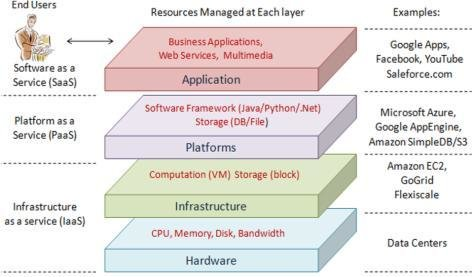 End Users
Resources Managed at Each layer
Examples:
Software as a
Service (SaaS)
Business Applications,
Web Services, Multimedia
Application
Google Apps,
Facebook, YouTube
Saleforce.com
Platform as a
Service (PaaS)
Software Framework (Java/Python/.Net)
Storage (DB/File)
Platforms
Microsoft Azure,
Google AppEngine,
Amazon SimpleDB/S3
Infrastructure
as a service (IaaS)
Computation (VM) Storage (block)
Infrastructure
Amazon EC2,
GoGrid
Flexiscale
CPU, Memory, Disk, Bandwidth
Hardware
Data Centers